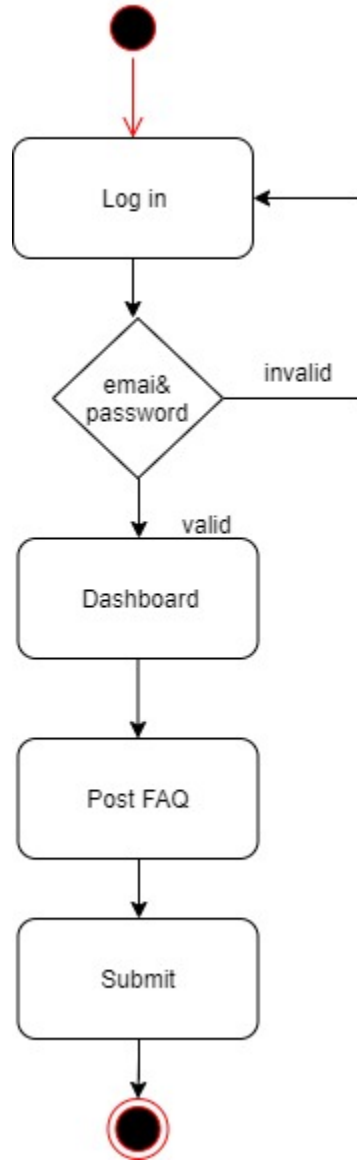 Log in
emai&
password
invalid
valid
Dashboard
Post FAQ
Submit